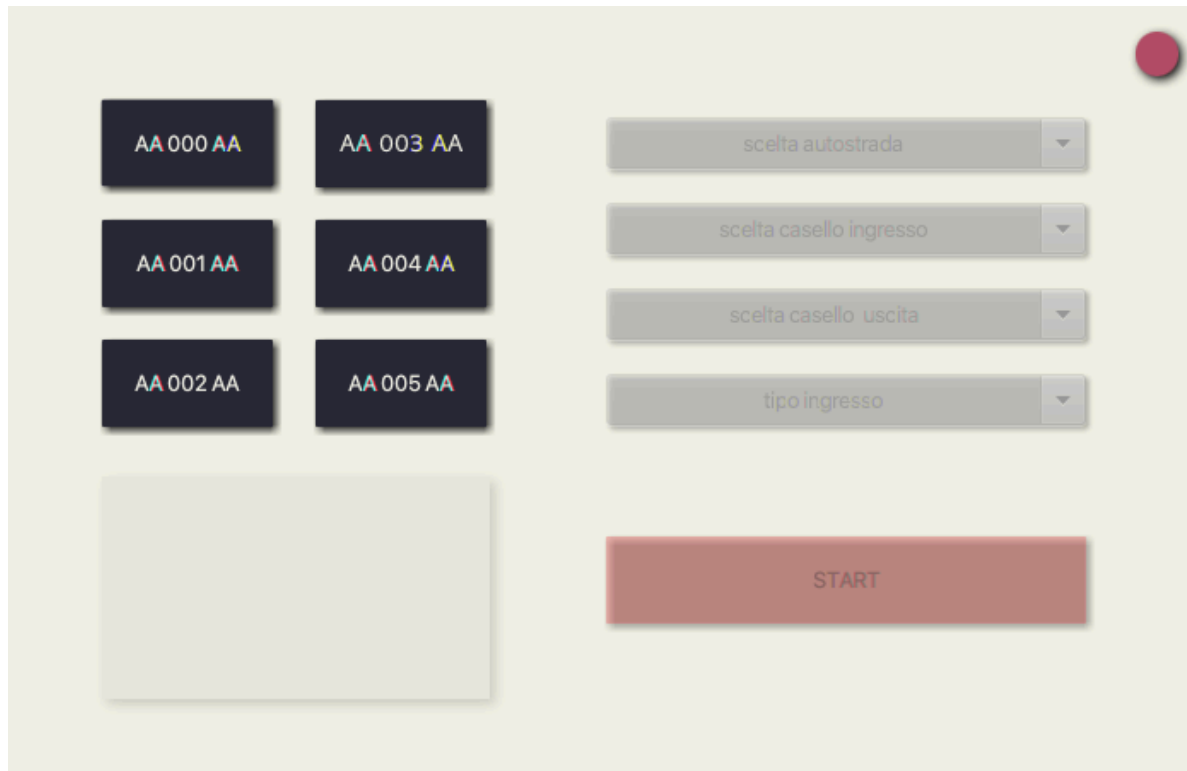 AA 000 AA
AA 003 AA
AA 001 AA
AA 004 AA
AA 002 AA
AA 005 AA
scelta autostrada
scelta casello ingresso
scelta casello uscita
tipo ingresso
START